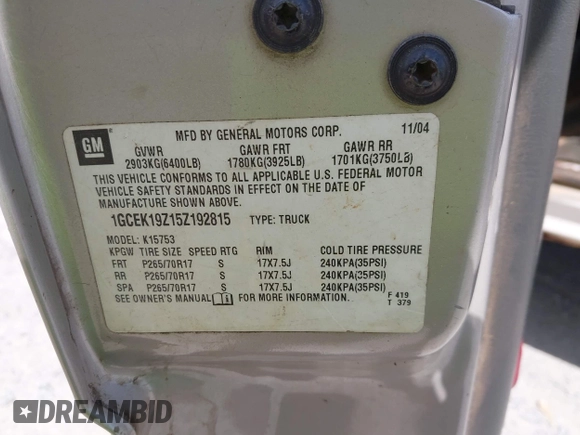 GM
MFD BY GENERAL MOTORS CORP. 11/04
GVWR GAWR FRT GAWR RR
2903KG(6400LB) 1780KG(3925LB) 1701KG(3750LB)
THIS VEHICLE CONFORMS TO ALL APPLICABLE U.S. FEDERAL MOTOR
VEHICLE SAFETY STANDARDS IN EFFECT ON THE DATE OF
MANUFACTURE SHOWN ABOVE.
1GCEK19Z15Z192815 TYPE: TRUCK
MODEL: K15753
KPGW TIRE SIZE SPEED RTG RIM COLD TIRE PRESSURE
FRT P265/70R17 S 17X7.5J 240KPA(35PSI)
RR P265/70R17 S 17X7.5J 240KPA(35PSI)
SPA P265/70R17 S 17X7.5J 240KPA(35PSI)
SEE OWNER'S MANUAL FOR MORE INFORMATION.
F 419
T 379
DREAMBID